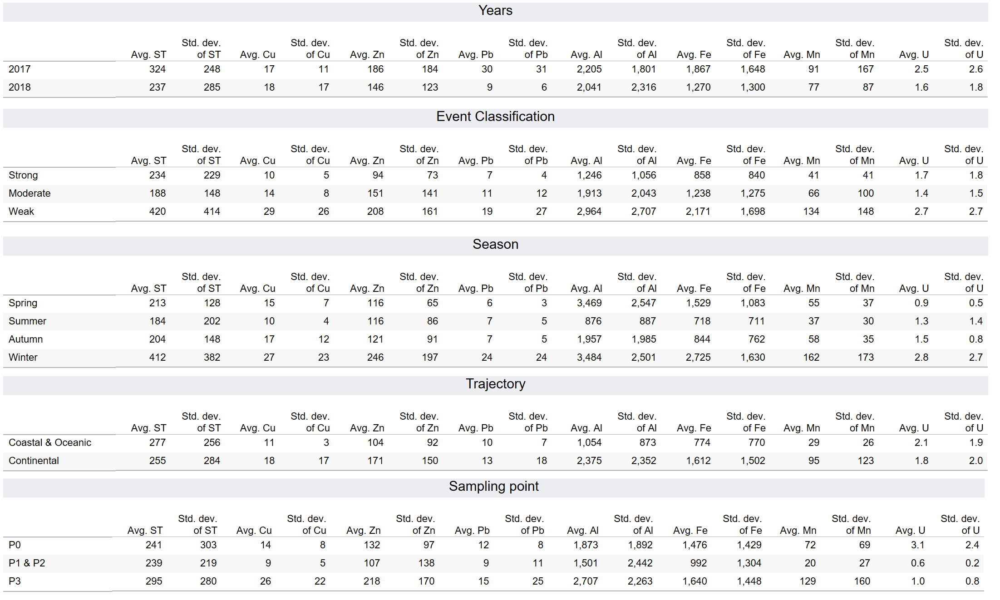 Years
Std. dev. Std. dev. Std. dev. Std. dev. Std. dev. Std. dev. Std. dev. Std. dev.
Avg. ST of ST Avg. Cu of Cu Avg. Zn of Zn Avg. Pb of Pb Avg. Al of Al Avg. Fe of Fe Avg. Mn of Mn Avg. U of U
2017 324 248 17 11 186 184 30 31 2,205 1,801 1,867 1,648 91 167 2.5 2.6
2018 237 285 18 17 146 123 9 6 2,041 2,316 1,270 1,300 77 87 1.6 1.8
Event Classification
Std. dev. Std. dev. Std. dev. Std. dev. Std. dev. Std. dev. Std. dev. Std. dev.
Avg. ST of ST Avg. Cu of Cu Avg. Zn of Zn Avg. Pb of Pb Avg. Al of Al Avg. Fe of Fe Avg. Mn of Mn Avg. U of U
Strong 234 229 10 5 94 73 7 4 1,246 1,056 858 840 41 41 1.7 1.8
Moderate 188 148 14 8 151 141 11 12 1,913 2,043 1,238 1,275 66 100 1.4 1.5
Weak 420 414 29 26 208 161 19 27 2,964 2,707 2,171 1,698 134 148 2.7 2.7
Season
Std. dev. Std. dev. Std. dev. Std. dev. Std. dev. Std. dev. Std. dev. Std. dev.
Avg. ST of ST Avg. Cu of Cu Avg. Zn of Zn Avg. Pb of Pb Avg. Al of Al Avg. Fe of Fe Avg. Mn of Mn Avg. U of U
Spring 213 128 15 7 116 65 6 3 3,469 2,547 1,529 1,083 55 37 0.9 0.5
Summer 184 202 10 4 116 86 7 5 876 887 718 711 37 30 1.3 1.4
Autumn 204 148 17 12 121 91 7 5 1,957 1,985 844 762 58 35 1.5 0.8
Winter 412 382 27 23 246 197 24 24 3,484 2,501 2,725 1,630 162 173 2.8 2.7
Trajectory
Std. dev. Std. dev. Std. dev. Std. dev. Std. dev. Std. dev. Std. dev. Std. dev.
Avg. ST of ST Avg. Cu of Cu Avg. Zn of Zn Avg. Pb of Pb Avg. Al of Al Avg. Fe of Fe Avg. Mn of Mn Avg. U of U
Coastal & Oceanic 277 256 11 3 104 92 10 7 1,054 873 774 770 29 26 2.1 1.9
Continental 255 284 18 17 171 150 13 18 2,375 2,352 1,612 1,502 95 123 1.8 2.0
Sampling point
Std. dev. Std. dev. Std. dev. Std. dev. Std. dev. Std. dev. Std. dev. Std. dev.
Avg. ST of ST Avg. Cu of Cu Avg. Zn of Zn Avg. Pb of Pb Avg. Al of Al Avg. Fe of Fe Avg. Mn of Mn Avg. U of U
P0 241 303 14 8 132 97 12 8 1,873 1,892 1,476 1,429 72 69 3.1 2.4
P1 & P2 239 219 9 5 107 138 9 11 1,501 2,442 992 1,304 20 27 0.6 0.2
P3 295 280 26 22 218 170 15 25 2,707 2,263 1,640 1,448 129 160 1.0 0.8